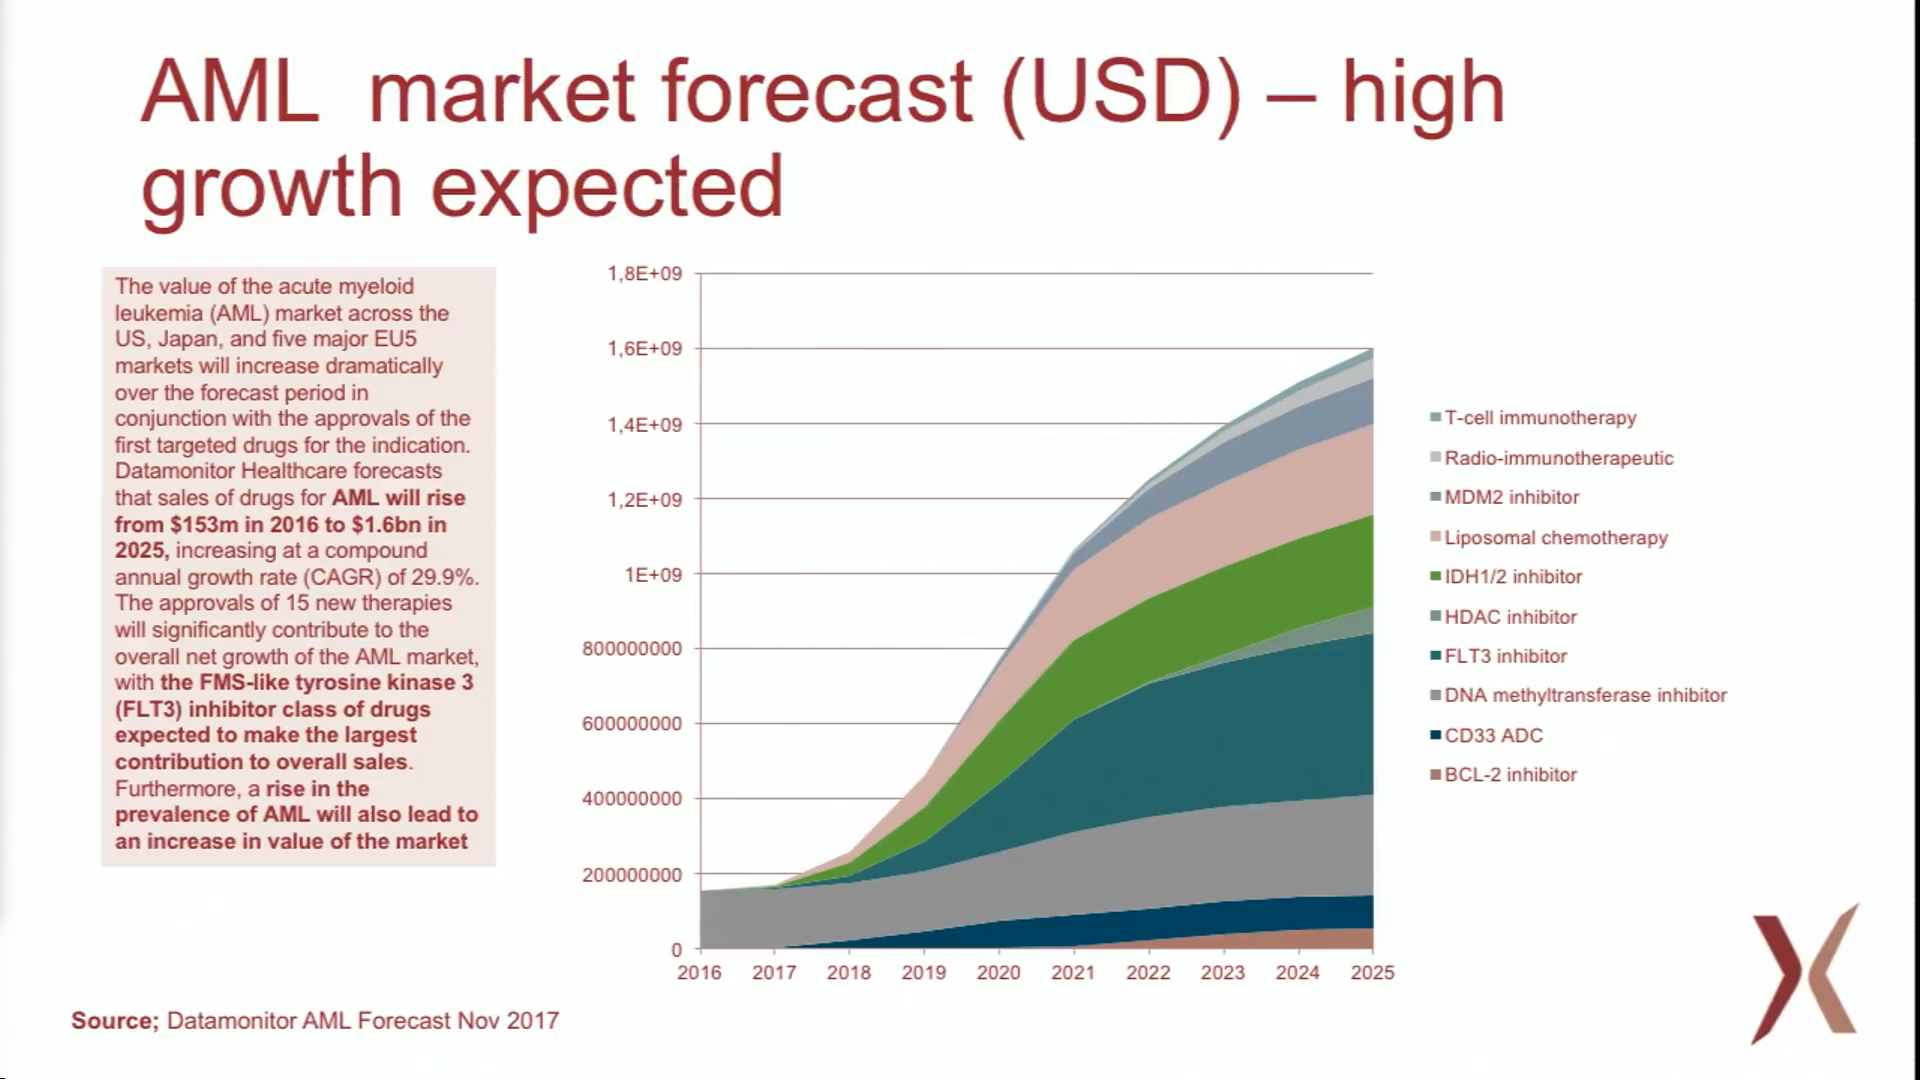 AML market forecast (USD) – high
growth expected
The value of the acute myeloid
leukemia (AML) market across the
US, Japan, and five major EU5
markets will increase dramatically
over the forecast period in
conjunction with the approvals of the
first targeted drugs for the indication.
Datamonitor Healthcare forecasts
that sales of drugs for AML will rise
from $153m in 2016 to $1.6bn in
2025, increasing at a compound
annual growth rate (CAGR) of 29.9%.
The approvals of 15 new therapies
will significantly contribute to the
overall net growth of the AML market,
with the FMS-like tyrosine kinase 3
(FLT3) inhibitor class of drugs
expected to make the largest
contribution to overall sales.
Furthermore, a rise in the
prevalence of AML will also lead to
an increase in value of the market
1,8E+09
1,6E+09
1,4E+09
1,2E+09
1E+09
800000000
600000000
400000000
200000000
0
2016 2017 2018 2019 2020 2021 2022 2023 2024 2025
T-cell immunotherapy
Radio-immunotherapeutic
MDM2 inhibitor
Liposomal chemotherapy
IDH1/2 inhibitor
HDAC inhibitor
FLT3 inhibitor
DNA methyltransferase inhibitor
CD33 ADC
BCL-2 inhibitor
Source; Datamonitor AML Forecast Nov 2017